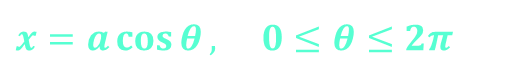 x = a cos θ ,    0 ≤ θ ≤ 2π